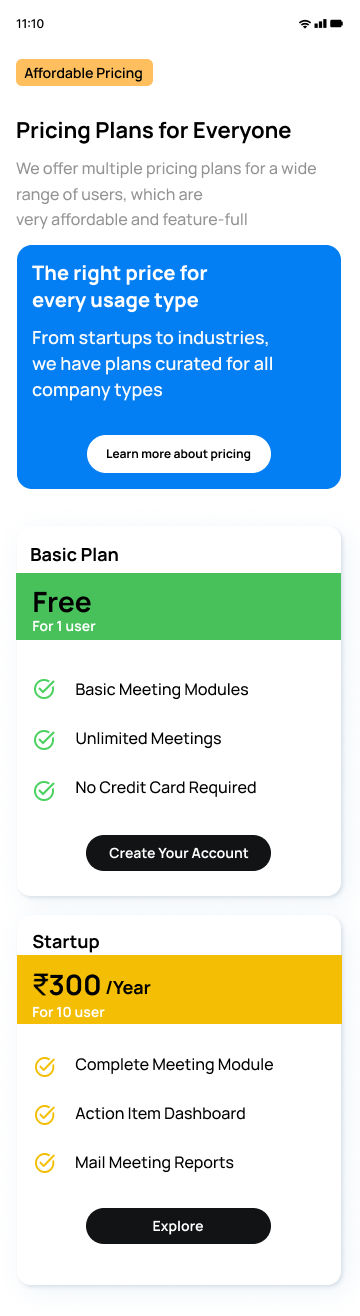 11:10
Affordable Pricing
Pricing Plans for Everyone
We offer multiple pricing plans for a wide
range of users, which are
very affordable and feature-full
The right price for
every usage type
From startups to industries,
we have plans curated for all
company types
Learn more about pricing
Basic Plan
Free
For 1 user
Basic Meeting Modules
Unlimited Meetings
No Credit Card Required
Create Your Account
Startup
₹300 /Year
For 10 user
Complete Meeting Module
Action Item Dashboard
Mail Meeting Reports
Explore